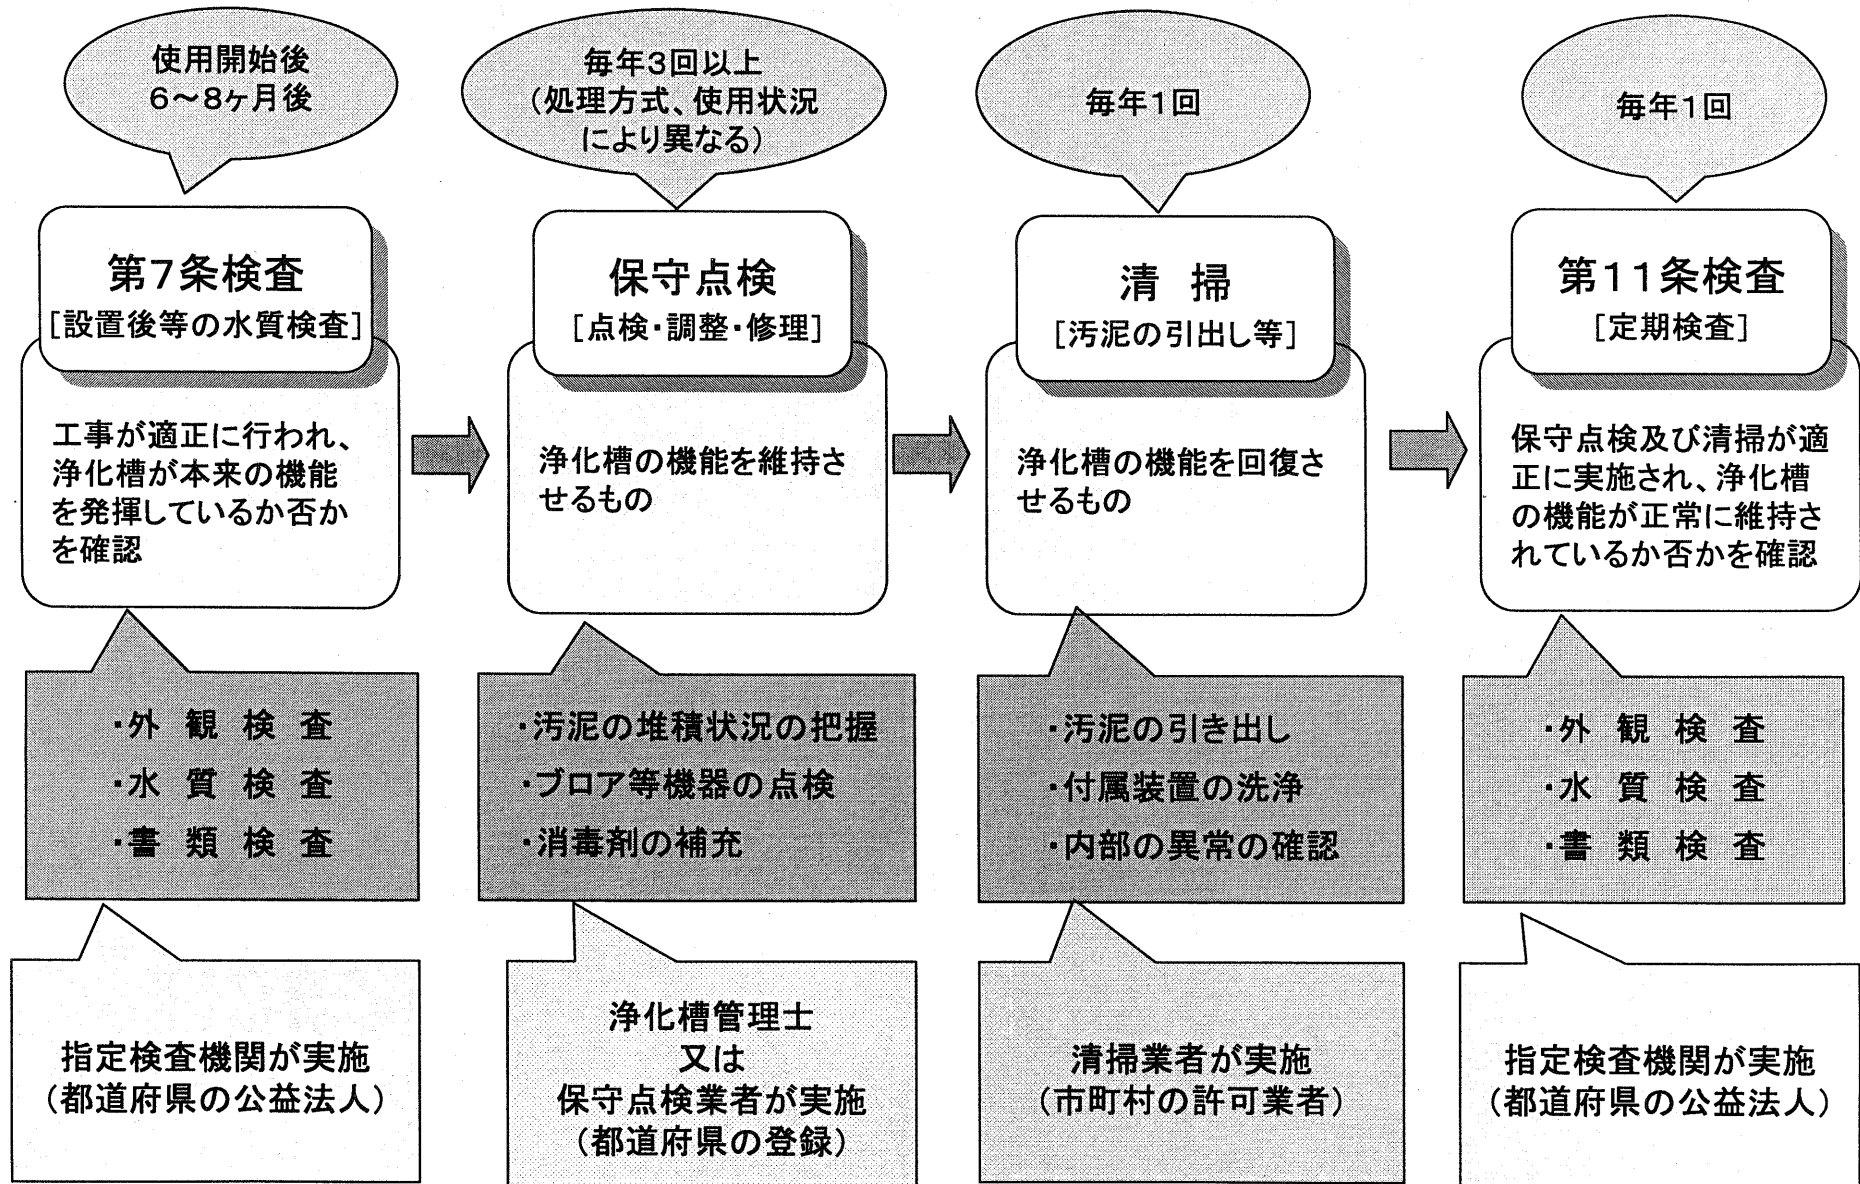 使用開始後
6～8ヶ月後
第7条検査
[設置後等の水質検査]
工事が適正に行われ、
浄化槽が本来の機能
を発揮しているか否か
を確認
・外観検査
・水質検査
・書類検査
指定検査機関が実施
(都道府県の公益法人)
毎年3回以上
(処理方式、使用状況
により異なる)
保守点検
[点検・調整・修理]
浄化槽の機能を維持さ
せるもの
・汚泥の堆積状況の把握
・ブロア等機器の点検
・消毒剤の補充
浄化槽管理士
又は
保守点検業者が実施
(都道府県の登録)
毎年1回
清掃
[汚泥の引出し等]
浄化槽の機能を回復さ
せるもの
・汚泥の引き出し
・付属装置の洗浄
・内部の異常の確認
清掃業者が実施
(市町村の許可業者)
毎年1回
第11条検査
[定期検査]
保守点検及び清掃が適
正に実施され、浄化槽
の機能が正常に維持さ
れているか否かを確認
・外観検査
・水質検査
・書類検査
指定検査機関が実施
(都道府県の公益法人)